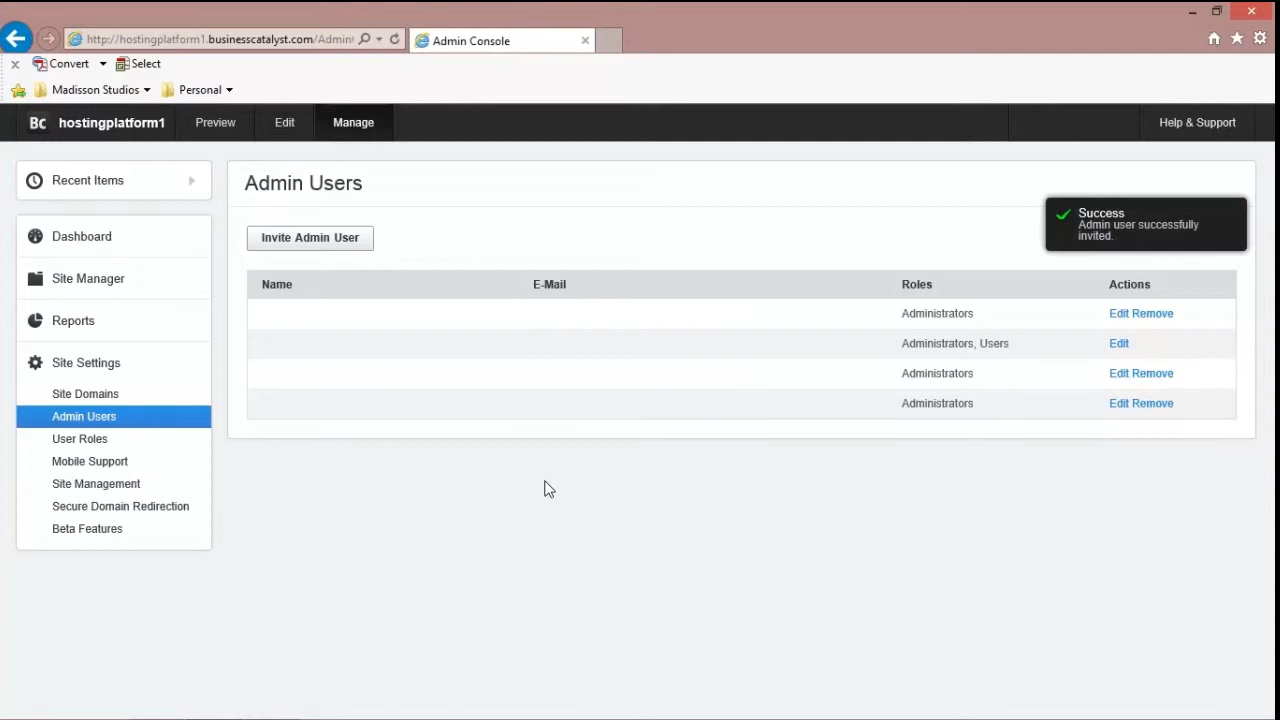 http://hostingplatform1.businesscatalyst.com/Admin
Admin Console
Convert
Select
Madisson Studios
Personal
Bc hostingplatform1 Preview Edit Manage Help & Support
Recent Items
Dashboard
Site Manager
Reports
Site Settings
Site Domains
Admin Users
User Roles
Mobile Support
Site Management
Secure Domain Redirection
Beta Features
Admin Users
Success
Admin user successfully
invited.
Invite Admin User
Name E-Mail Roles Actions
Administrators Edit Remove
Administrators, Users Edit
Administrators Edit Remove
Administrators Edit Remove